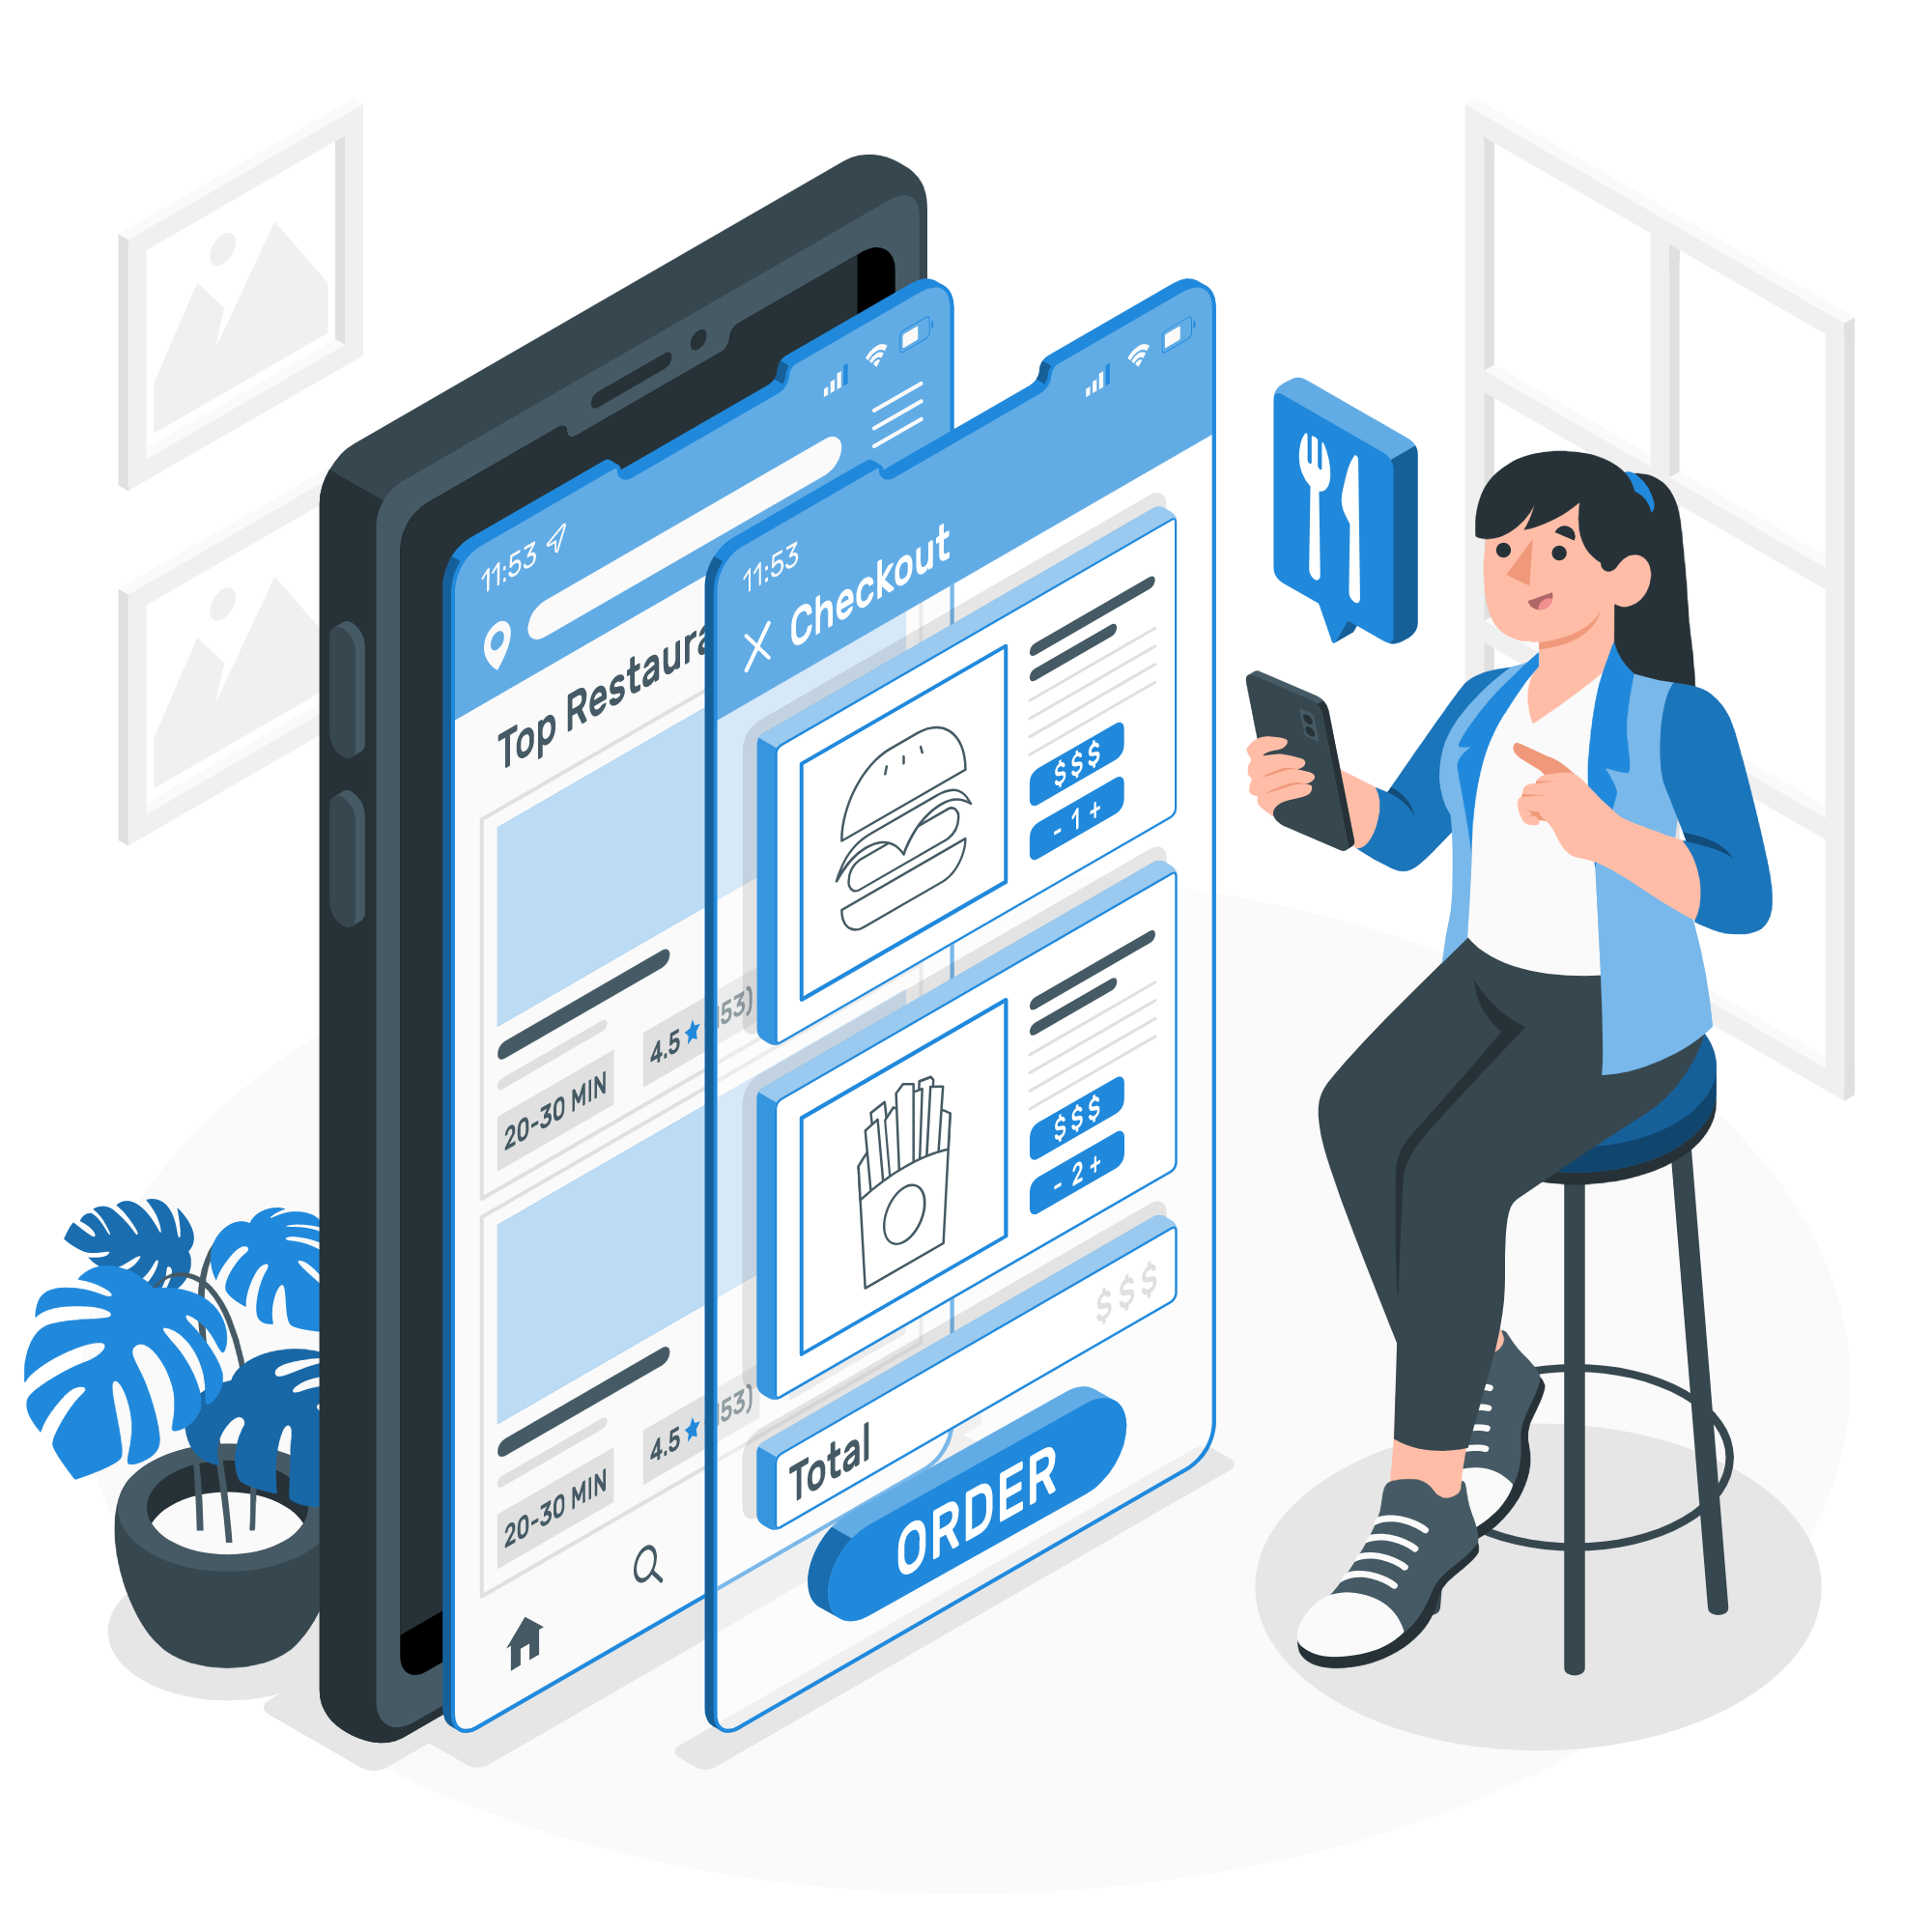 11:53
Top Restaura
4.5
53)
20-30 MIN
4.5
53)
20-30 MIN
11:53
Checkout
$$$
- 1 +
$$$
- 2 +
$$$
Total
ORDER